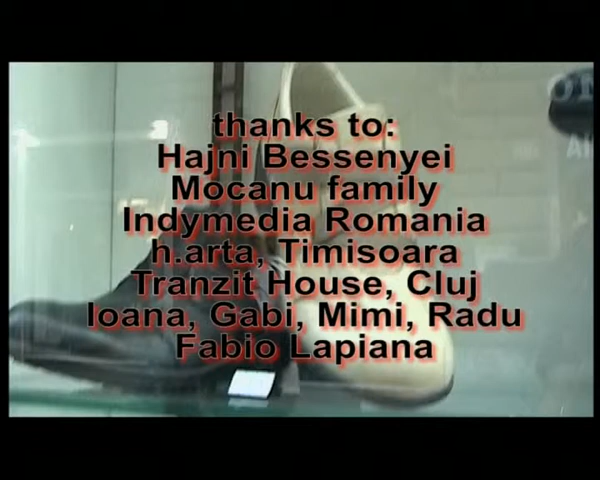 thanks to:
Hajni Bessenyei
Mocanu family
Indymedia Romania
h.arta, Timisoara
Tranzit House, Cluj
Ioana, Gabi, Mimi, Radu
Fabio Lapiana